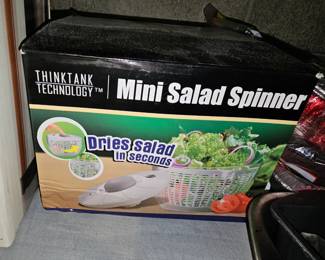 THINKTANK
TECHNOLOGY™
Mini Salad Spinner
Dries salad
in seconds